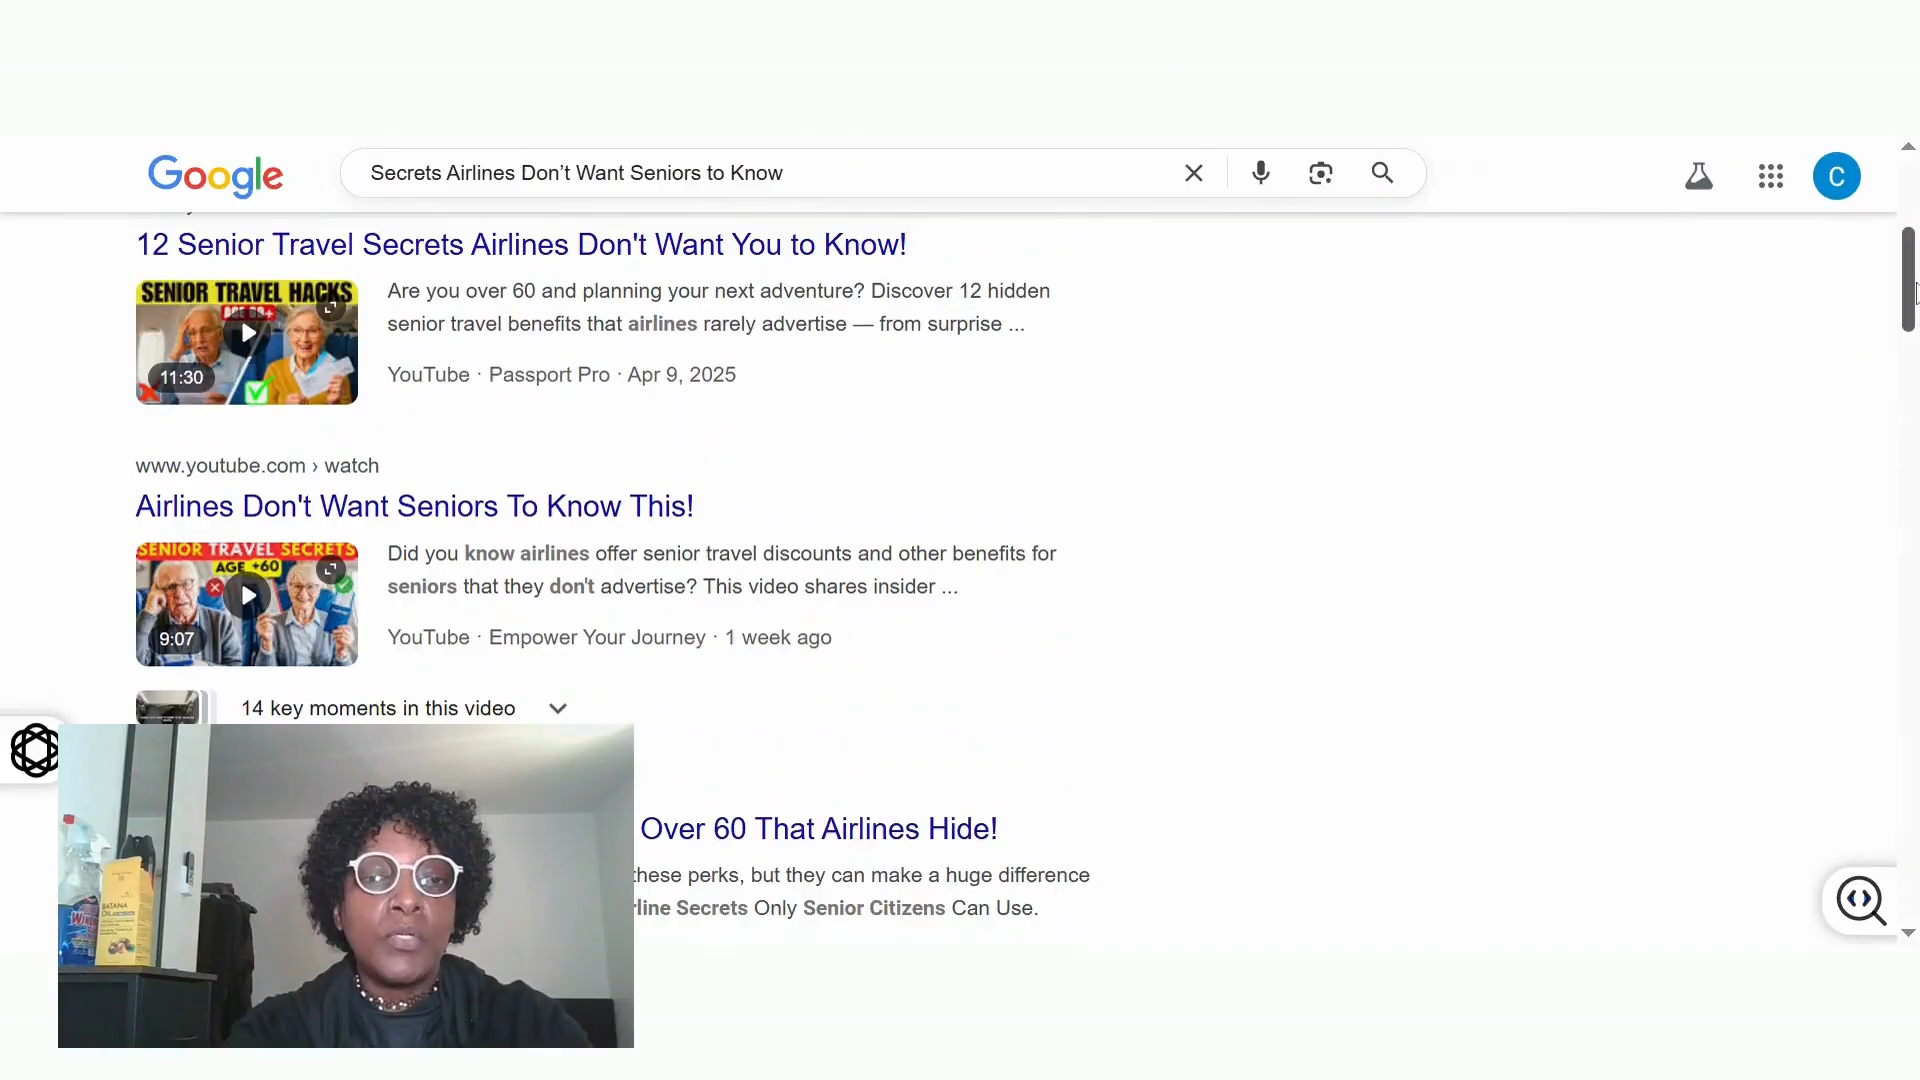 Google
Secrets Airlines Don’t Want Seniors to Know
C
12 Senior Travel Secrets Airlines Don't Want You to Know!
SENIOR TRAVEL HACKS
11:30
Are you over 60 and planning your next adventure? Discover 12 hidden
senior travel benefits that airlines rarely advertise — from surprise ...
YouTube · Passport Pro · Apr 9, 2025
www.youtube.com › watch
Airlines Don't Want Seniors To Know This!
SENIOR TRAVEL SECRETS
AGE +60
9:07
Did you know airlines offer senior travel discounts and other benefits for
seniors that they don't advertise? This video shares insider ...
YouTube · Empower Your Journey · 1 week ago
14 key moments in this video
Over 60 That Airlines Hide!
these perks, but they can make a huge difference
rline Secrets Only Senior Citizens Can Use.
BATANA
OIL